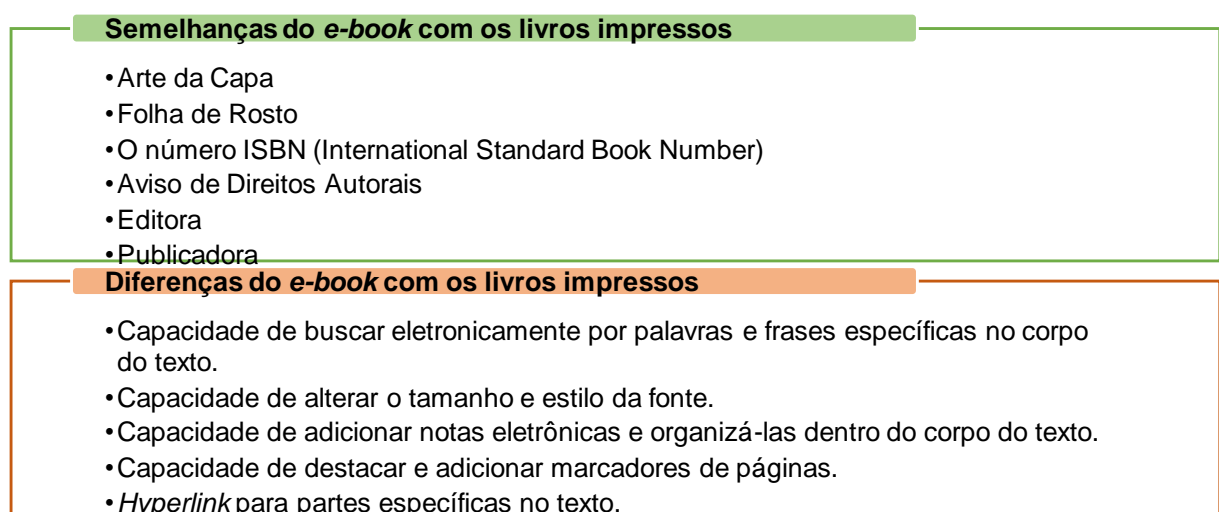 Semelhanças do e-book com os livros impressos
•Arte da Capa
•Folha de Rosto
•O número ISBN (International Standard Book Number)
•Aviso de Direitos Autorais
•Editora
•Publicadora
Diferenças do e-book com os livros impressos
•Capacidade de buscar eletronicamente por palavras e frases específicas no corpo
do texto.
•Capacidade de alterar o tamanho e estilo da fonte.
•Capacidade de adicionar notas eletrônicas e organizá-las dentro do corpo do texto.
•Capacidade de destacar e adicionar marcadores de páginas.
•Hyperlink para partes específicas no texto.